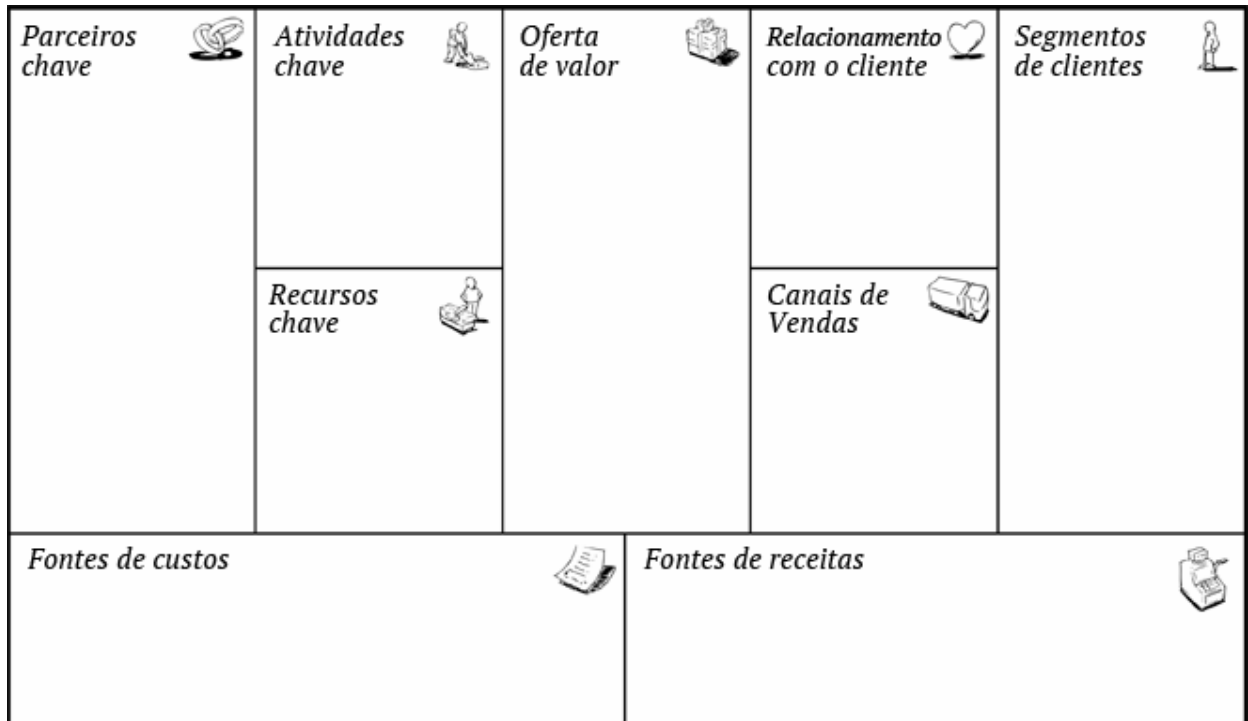 Parceiros
chave
Atividades
chave
Recursos
chave
Oferta
de valor
Relacionamento
com o cliente
Canais de
Vendas
Segmentos
de clientes
Fontes de custos
Fontes de receitas